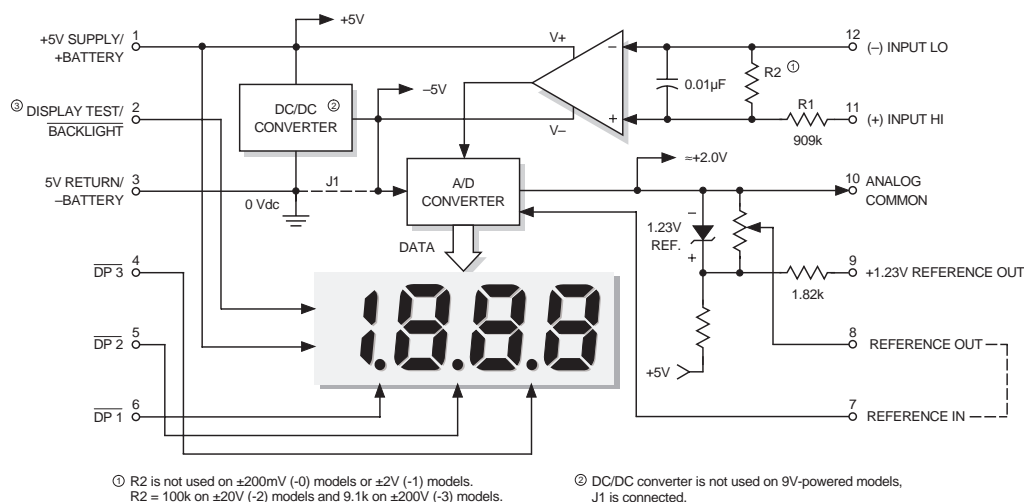 +5V SUPPLY/
+BATTERY
1
+5V
V+
12
(–) INPUT LO
–
R2 ①
0.01µF
③ DISPLAY TEST/
BACKLIGHT
2
DC/DC ②
CONVERTER
–5V
V–
+
R1
909k
11
(+) INPUT HI
5V RETURN/
–BATTERY
3
0 Vdc
J1
A/D
CONVERTER
≈+2.0V
10
ANALOG
COMMON
DATA
1.23V
REF.
–
+
1.82k
9
+1.23V REFERENCE OUT
DP 3
4
1.8.8.8
DP 2
5
+5V
8
REFERENCE OUT
DP 1
6
7
REFERENCE IN
① R2 is not used on ±200mV (-0) models or ±2V (-1) models.
R2 = 100k on ±20V (-2) models and 9.1k on ±200V (-3) models.
② DC/DC converter is not used on 9V-powered models,
J1 is connected.